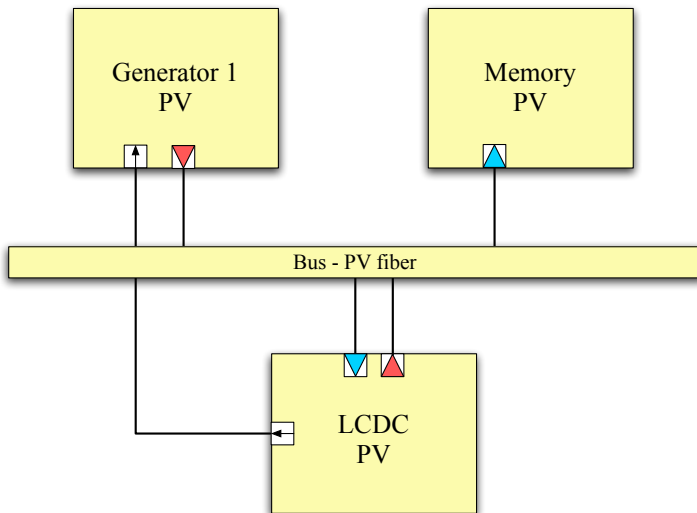 Generator 1
PV
Memory
PV
Bus - PV fiber
LCDC
PV